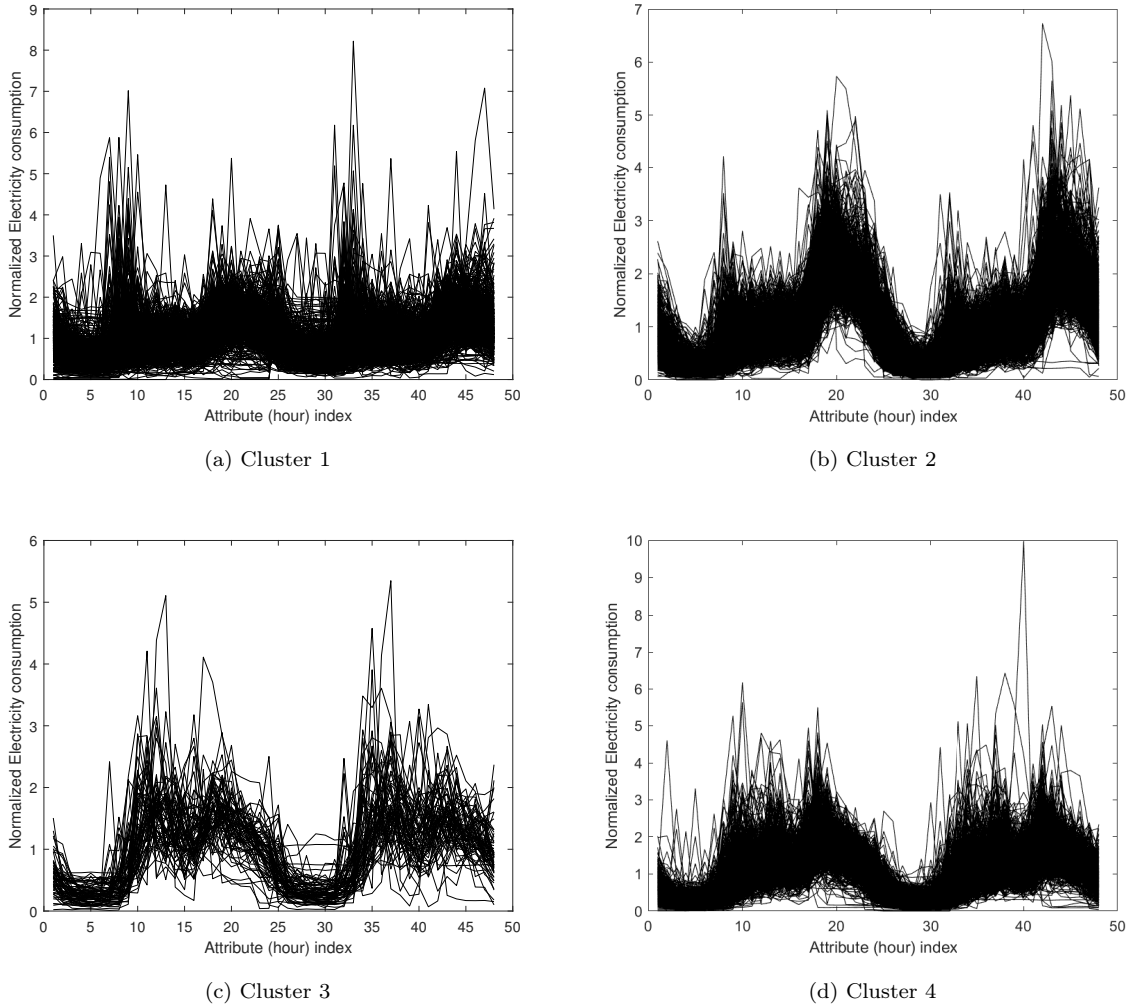 9
8
7
6
5
4
3
2
1
0
Normalized Electricity consumption
0 5 10 15 20 25 30 35 40 45 50
Attribute (hour) index
(a) Cluster 1
7
6
5
4
3
2
1
0
Normalized Electricity consumption
0 10 20 30 40 50
Attribute (hour) index
(b) Cluster 2
6
5
4
3
2
1
0
Normalized Electricity consumption
0 5 10 15 20 25 30 35 40 45 50
Attribute (hour) index
(c) Cluster 3
10
9
8
7
6
5
4
3
2
1
0
Normalized Electricity consumption
0 10 20 30 40 50
Attribute (hour) index
(d) Cluster 4